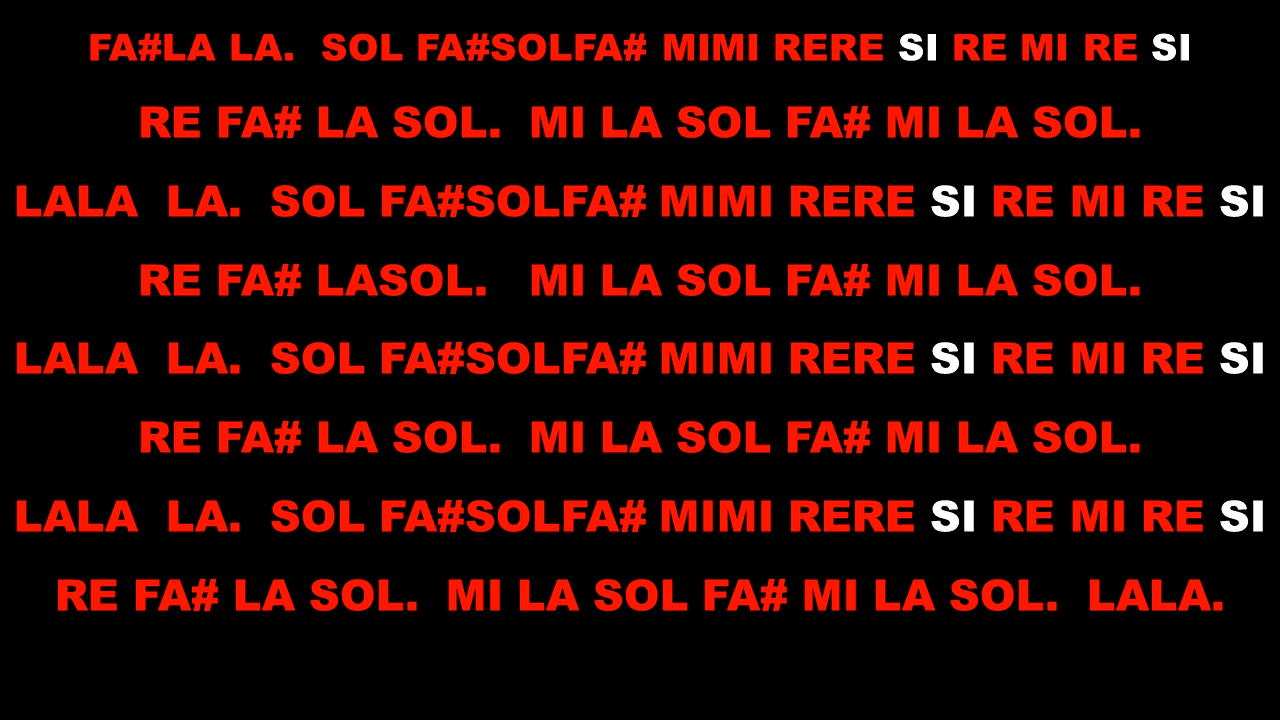 FA#LA LA.  SOL FA#SOLFA# MIMI RERE SI RE MI RE SI
RE FA# LA SOL.  MI LA SOL FA# MI LA SOL.
LALA  LA.  SOL FA#SOLFA# MIMI RERE SI RE MI RE SI
RE FA# LASOL.   MI LA SOL FA# MI LA SOL.
LALA  LA.  SOL FA#SOLFA# MIMI RERE SI RE MI RE SI
RE FA# LA SOL.  MI LA SOL FA# MI LA SOL.
LALA  LA.  SOL FA#SOLFA# MIMI RERE SI RE MI RE SI
RE FA# LA SOL.  MI LA SOL FA# MI LA SOL.  LALA.